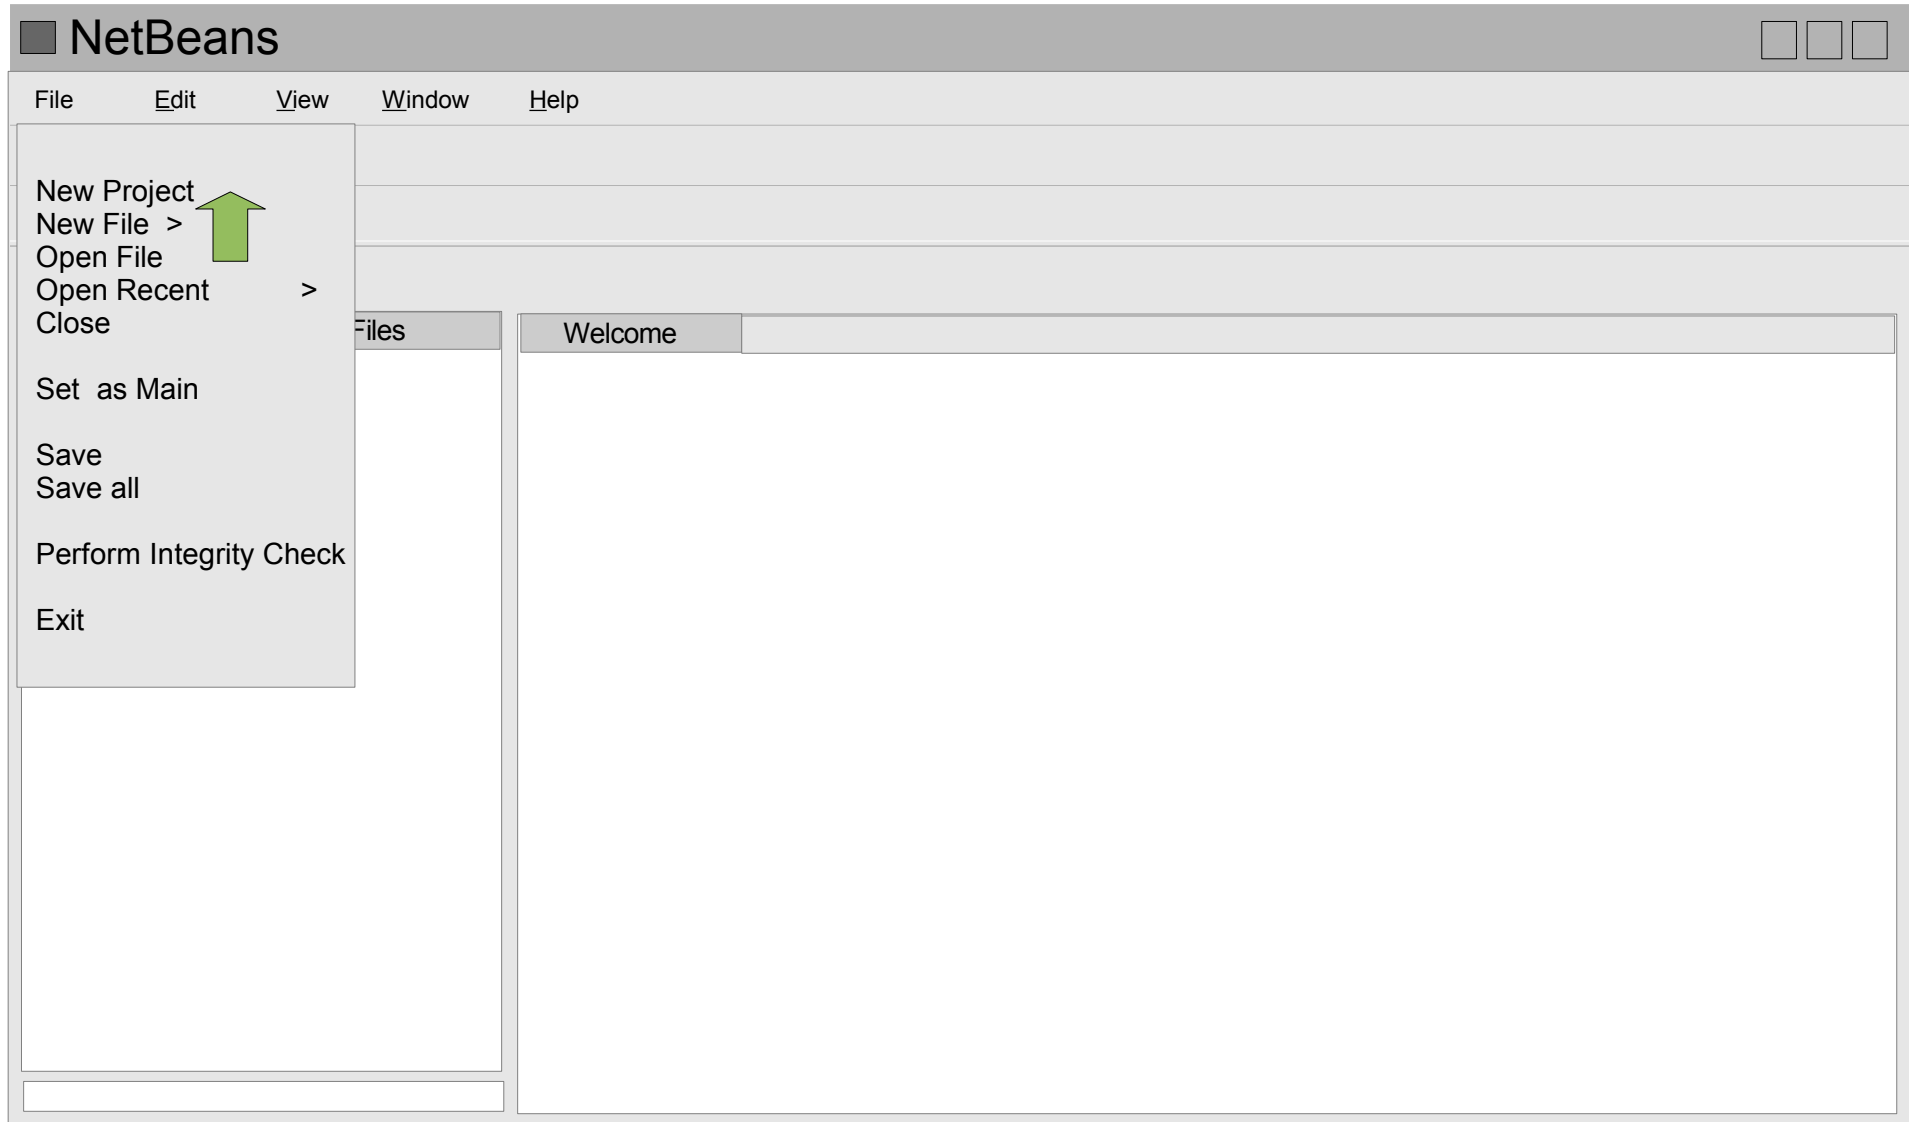 NetBeans
File Edit View Window Help
New Project
New File >
Open File
Open Recent >
Close
Files
Welcome
Set as Main
Save
Save all
Perform Integrity Check
Exit